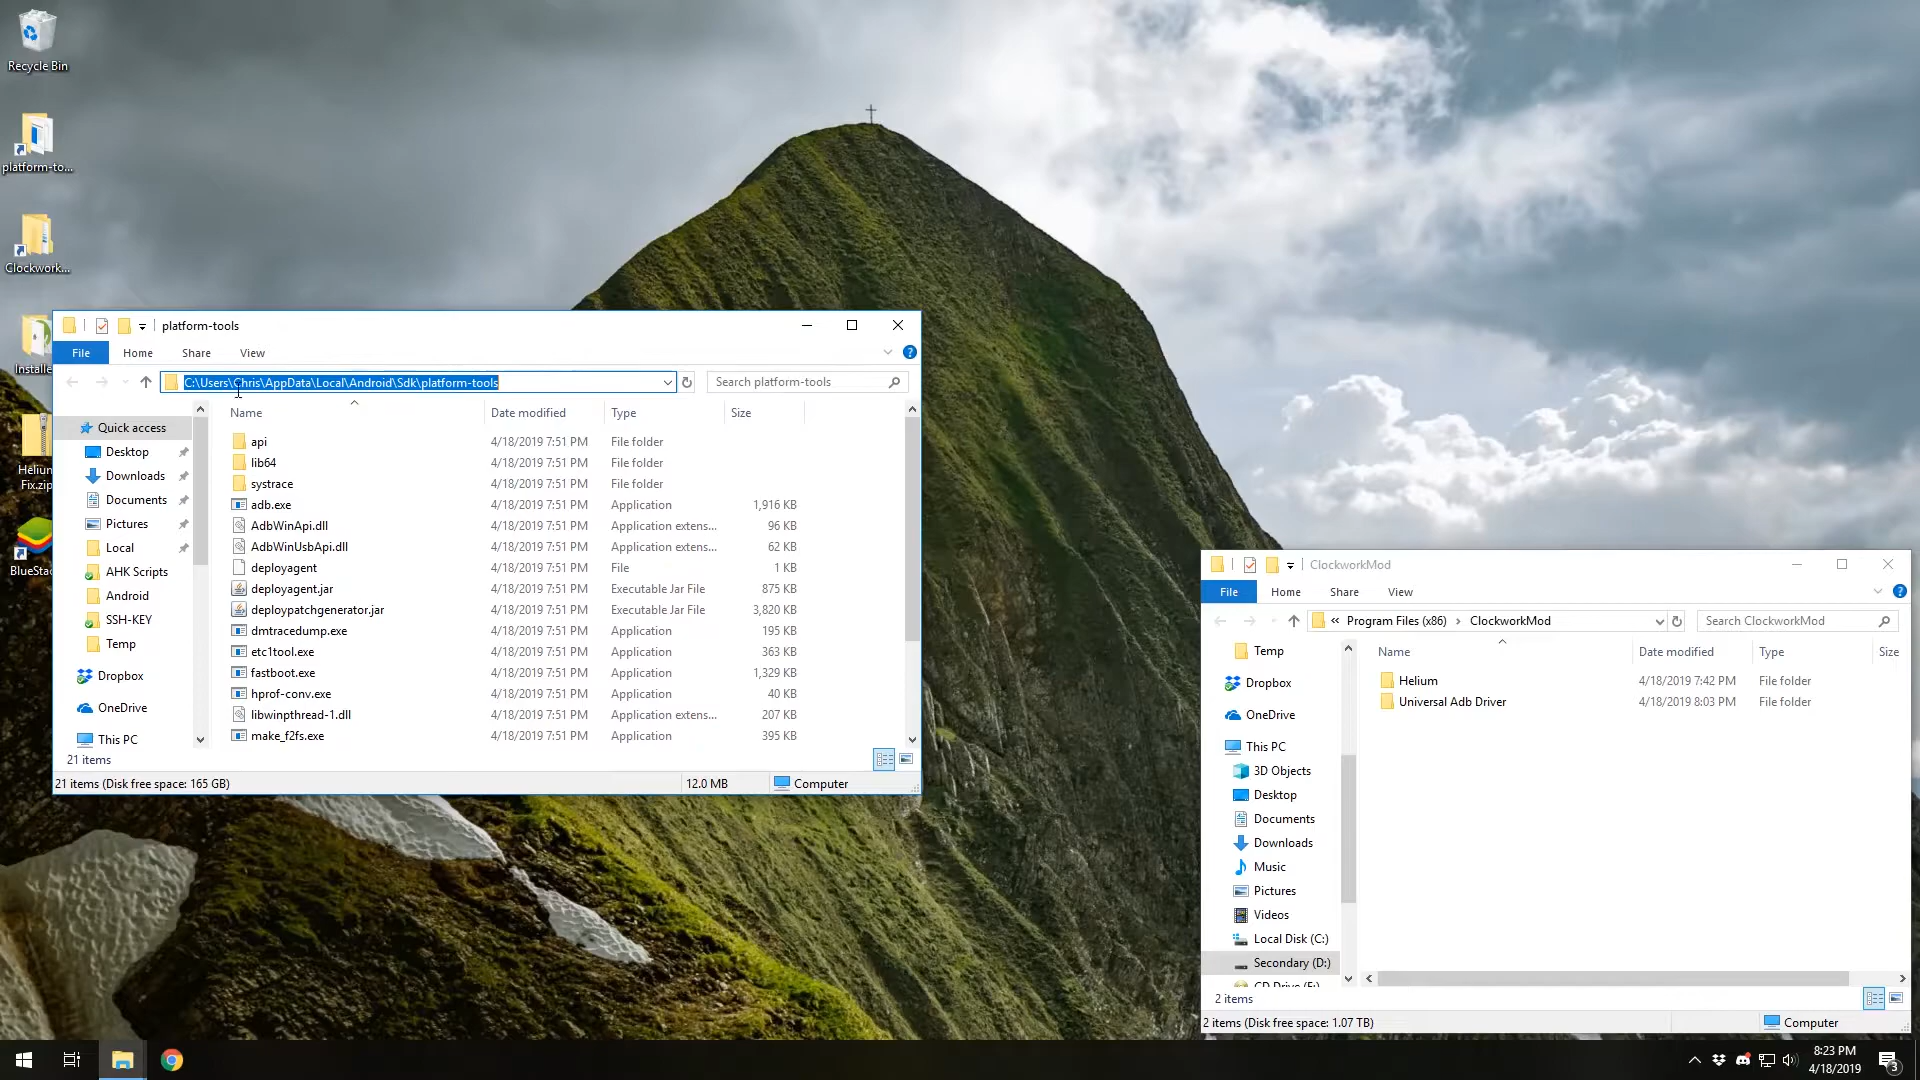 Recycle Bin
platform-to...
Clockwork...
Installe
Helium
Fix.zip
BlueStac
platform-tools
File
Home
Share
View
C:\Users\Chris\AppData\Local\Android\Sdk\platform-tools
Search platform-tools
Quick access
Desktop
Downloads
Documents
Pictures
Local
AHK Scripts
Android
SSH-KEY
Temp
Dropbox
OneDrive
This PC
Name Date modified Type Size
api 4/18/2019 7:51 PM File folder
lib64 4/18/2019 7:51 PM File folder
systrace 4/18/2019 7:51 PM File folder
adb.exe 4/18/2019 7:51 PM Application 1,916 KB
AdbWinApi.dll 4/18/2019 7:51 PM Application extens... 96 KB
AdbWinUsbApi.dll 4/18/2019 7:51 PM Application extens... 62 KB
deployagent 4/18/2019 7:51 PM File 1 KB
deployagent.jar 4/18/2019 7:51 PM Executable Jar File 875 KB
deploypatchgenerator.jar 4/18/2019 7:51 PM Executable Jar File 3,820 KB
dmtracedump.exe 4/18/2019 7:51 PM Application 195 KB
etc1tool.exe 4/18/2019 7:51 PM Application 363 KB
fastboot.exe 4/18/2019 7:51 PM Application 1,329 KB
hprof-conv.exe 4/18/2019 7:51 PM Application 40 KB
libwinpthread-1.dll 4/18/2019 7:51 PM Application extens... 207 KB
make_f2fs.exe 4/18/2019 7:51 PM Application 395 KB
21 items
21 items (Disk free space: 165 GB) 12.0 MB Computer
ClockworkMod
File
Home
Share
View
« Program Files (x86) › ClockworkMod
Search ClockworkMod
Temp
Dropbox
OneDrive
This PC
3D Objects
Desktop
Documents
Downloads
Music
Pictures
Videos
Local Disk (C:)
Secondary (D:)
CD Drive (F:)
Name Date modified Type Size
Helium 4/18/2019 7:42 PM File folder
Universal Adb Driver 4/18/2019 8:03 PM File folder
2 items
2 items (Disk free space: 1.07 TB) Computer
8:23 PM
4/18/2019
3